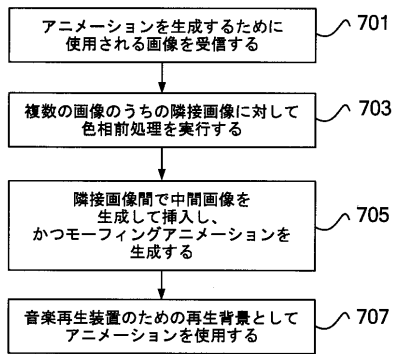 アニメーションを生成するために
使用される画像を受信する
701
複数の画像のうちの隣接画像に対して
色相前処理を実行する
703
隣接画像間で中間画像を
生成して挿入し、
かつモーフィングアニメーションを
生成する
705
音楽再生装置のための再生背景として
アニメーションを使用する
707